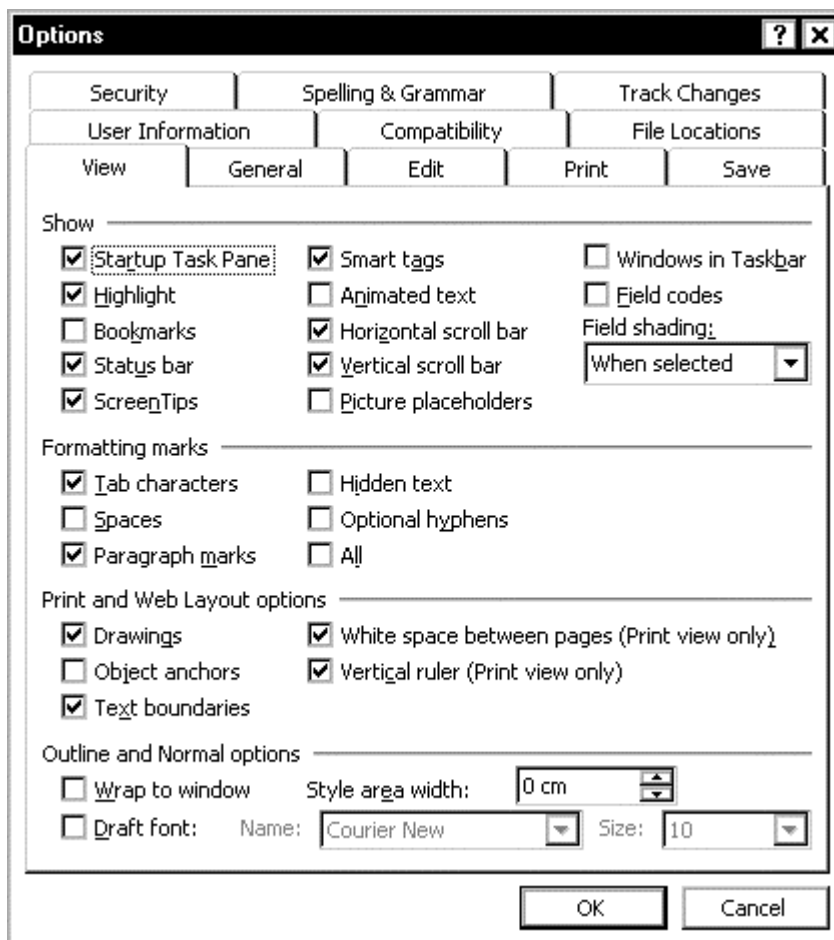 Options
Security Spelling & Grammar Track Changes
User Information Compatibility File Locations
View General Edit Print Save
Show
Startup Task Pane Smart tags Windows in Taskbar
Highlight Animated text Field codes
Bookmarks Horizontal scroll bar Field shading:
Status bar Vertical scroll bar When selected
ScreenTips Picture placeholders
Formatting marks
Tab characters Hidden text
Spaces Optional hyphens
Paragraph marks All
Print and Web Layout options
Drawings White space between pages (Print view only)
Object anchors Vertical ruler (Print view only)
Text boundaries
Outline and Normal options
Wrap to window Style area width: 0 cm
Draft font: Name: Courier New Size: 10
OK Cancel